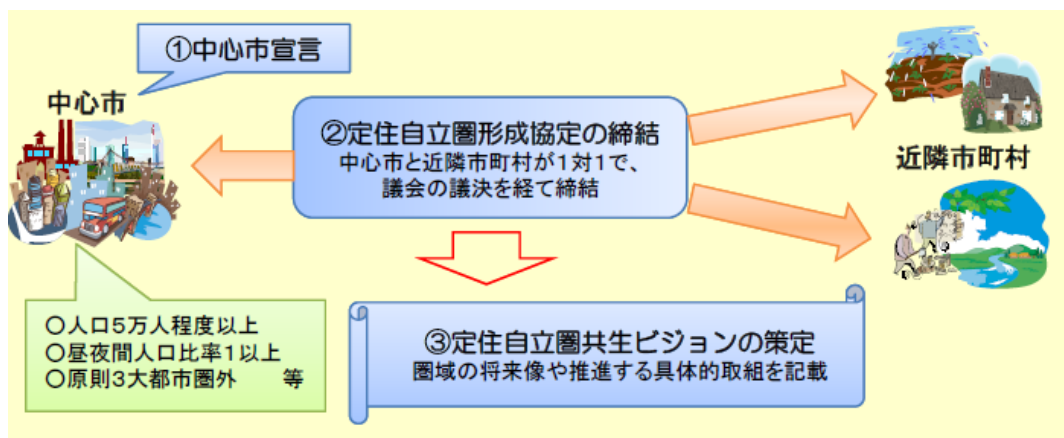 ①中心市宣言
中心市
②定住自立圏形成協定の締結
中心市と近隣市町村が1対1で、
議会の議決を経て締結
近隣市町村
○人口5万人程度以上
○昼夜間人口比率1以上
○原則3大都市圏外　等
③定住自立圏共生ビジョンの策定
圏域の将来像や推進する具体的取組を記載